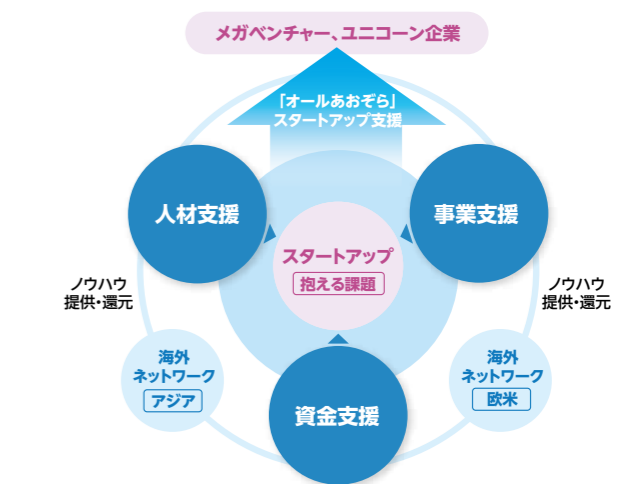 メガベンチャー、ユニコーン企業
「オールあおぞら」
スタートアップ支援
人材支援
事業支援
スタートアップ
抱える課題
ノウハウ
提供・還元
ノウハウ
提供・還元
海外
ネットワーク
アジア
海外
ネットワーク
欧米
資金支援